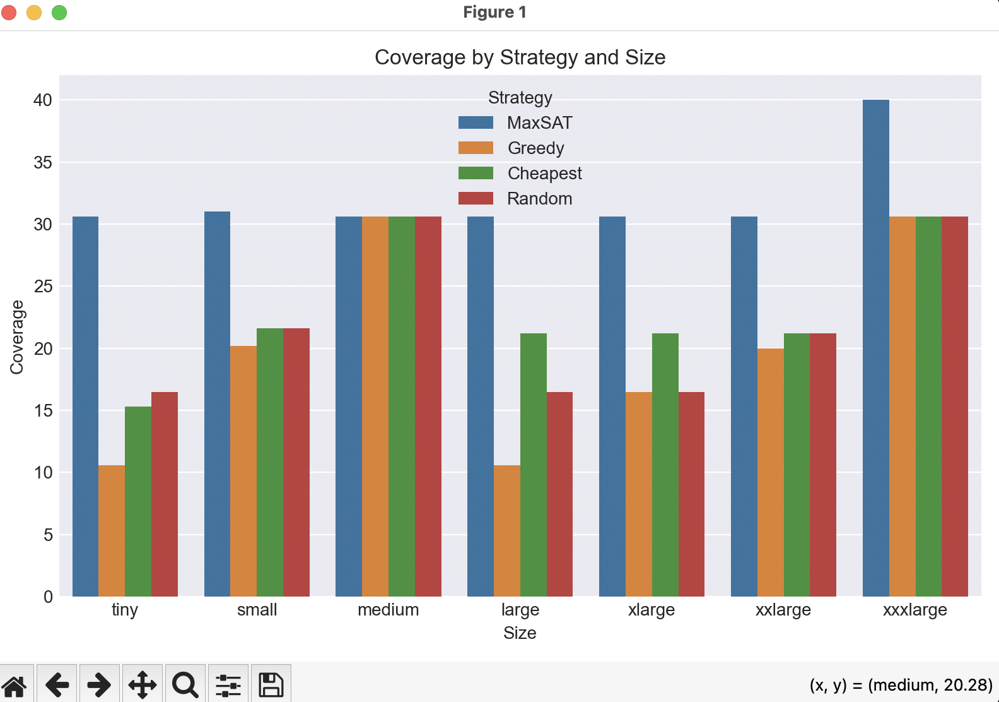 Figure 1
Coverage by Strategy and Size
Strategy
MaxSAT
Greedy
Cheapest
Random
40
35
30
25
20
15
10
5
0
Coverage
tiny small medium large xlarge xxlarge xxxlarge
Size
(x, y) = (medium, 20.28)